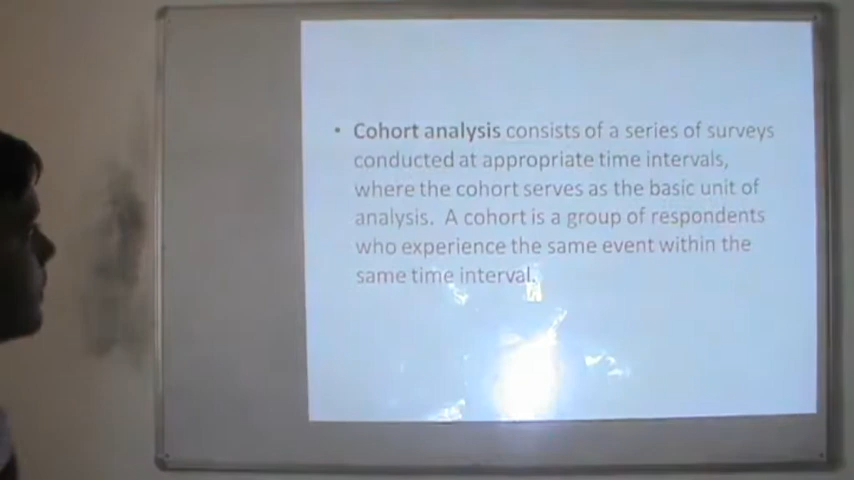 • Cohort analysis consists of a series of surveys
conducted at appropriate time intervals,
where the cohort serves as the basic unit of
analysis. A cohort is a group of respondents
who experience the same event within the
same time interval.